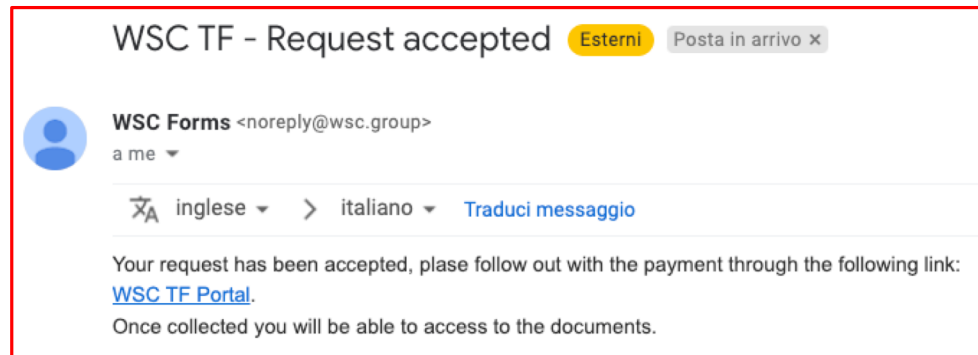 WSC TF - Request accepted Esterni Posta in arrivo ×
WSC Forms <noreply@wsc.group>
a me
inglese > italiano Traduci messaggio
Your request has been accepted, plase follow out with the payment through the following link:
WSC TF Portal.
Once collected you will be able to access to the documents.